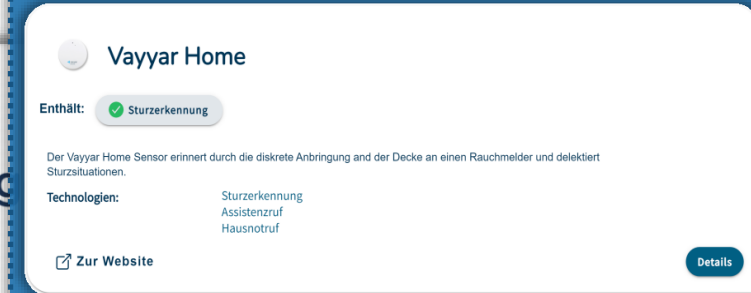 Vayyar Home
Enthält:
Sturzerkennung
Der Vayyar Home Sensor erinnert durch die diskrete Anbringung and der Decke an einen Rauchmelder und delektiert
Sturzsituationen.
Technologien:
Sturzerkennung
Assistenzruf
Hausnotruf
Zur Website
Details